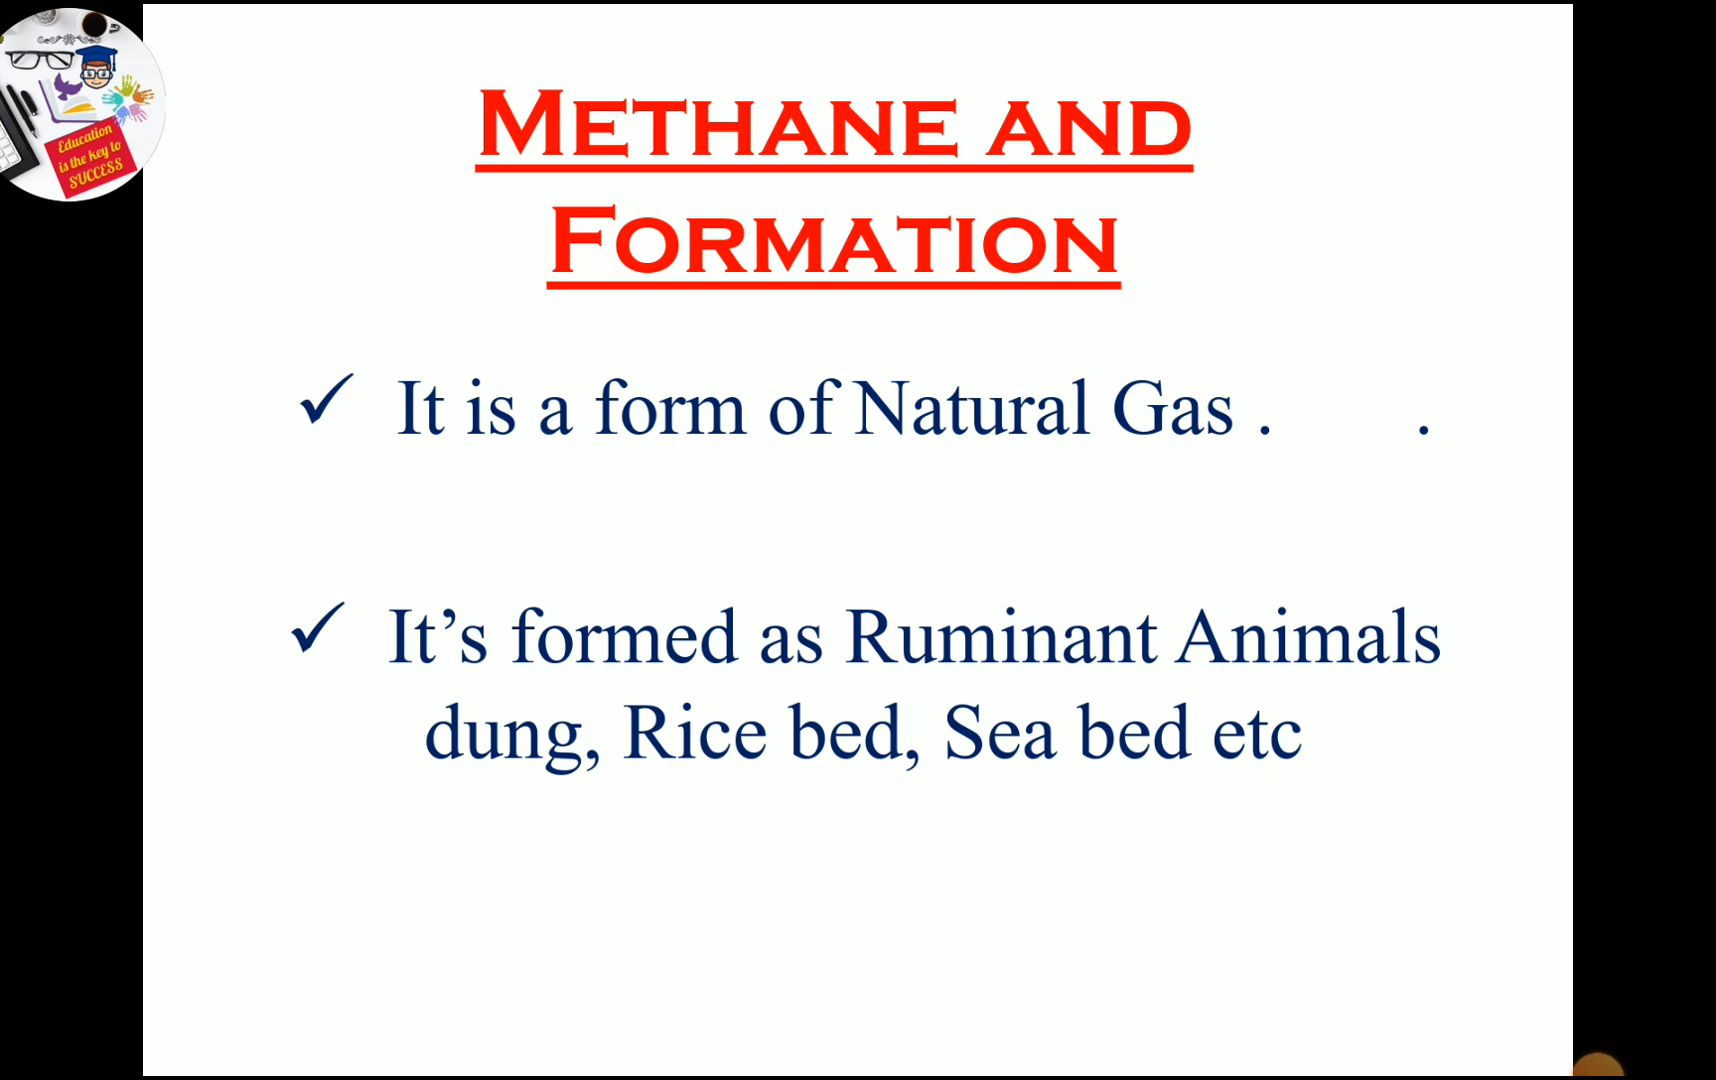 Education
is the key to
SUCCESS
METHANE AND
FORMATION
✓ It is a form of Natural Gas . .
✓ It’s formed as Ruminant Animals
dung, Rice bed, Sea bed etc